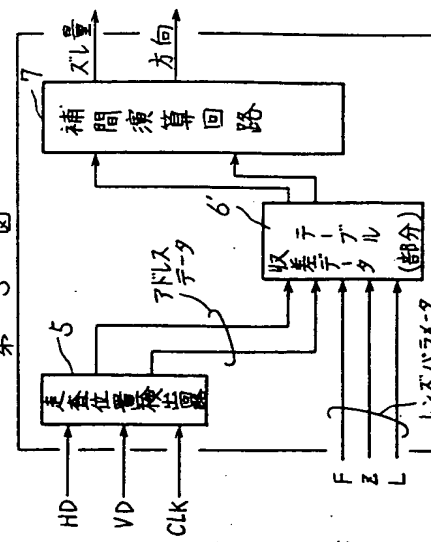 第5図
HD
VD
CLK
5
走査位置検出回路
アドレス
データ
F
Z
L
レンズパラメータ
6'
収差データ
テーブル
(部分)
7
補間演算回路
ズレ量
方向